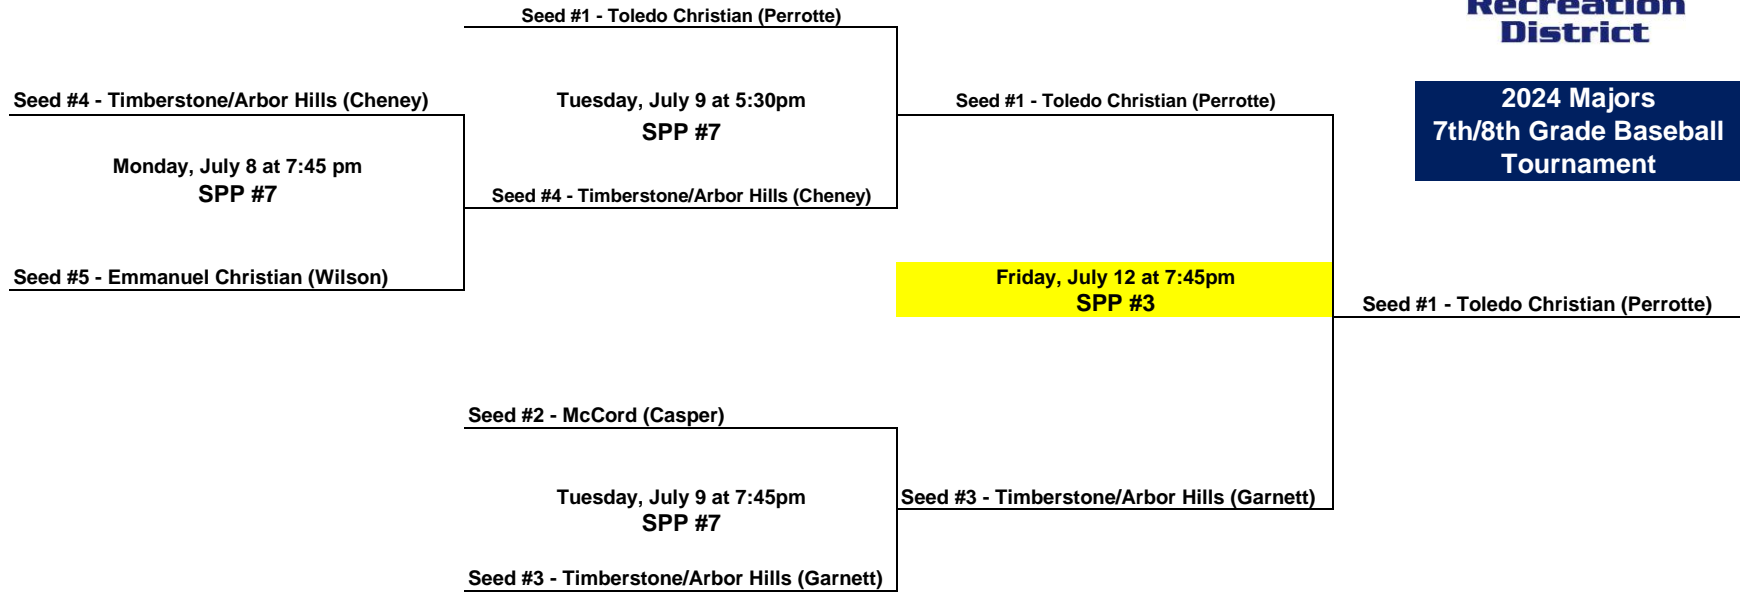 Recreation
District
2024 Majors
7th/8th Grade Baseball
Tournament
Seed #1 - Toledo Christian (Perrotte)
Seed #4 - Timberstone/Arbor Hills (Cheney)
Tuesday, July 9 at 5:30pm
SPP #7
Seed #1 - Toledo Christian (Perrotte)
Monday, July 8 at 7:45 pm
SPP #7
Seed #4 - Timberstone/Arbor Hills (Cheney)
Seed #5 - Emmanuel Christian (Wilson)
Friday, July 12 at 7:45pm
SPP #3
Seed #1 - Toledo Christian (Perrotte)
Seed #2 - McCord (Casper)
Tuesday, July 9 at 7:45pm
SPP #7
Seed #3 - Timberstone/Arbor Hills (Garnett)
Seed #3 - Timberstone/Arbor Hills (Garnett)